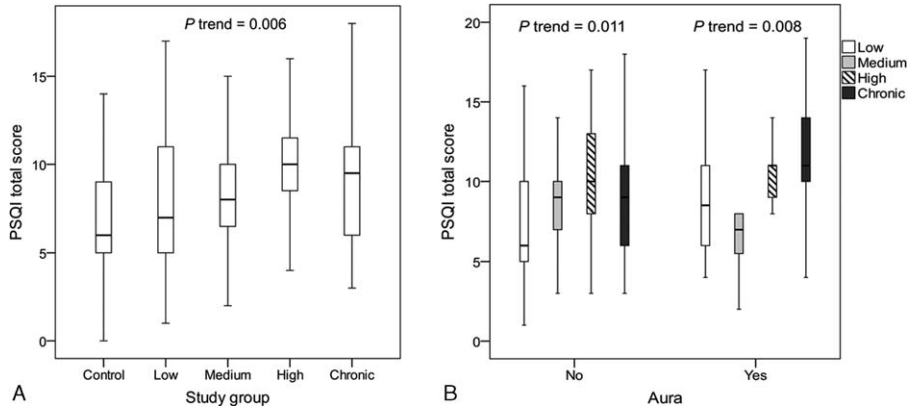 P trend = 0.006
PSQI total score
15
10
5
0
Control Low Medium High Chronic
Study group
A
P trend = 0.011 P trend = 0.008
Low
Medium
High
Chronic
PSQI total score
20
15
10
5
0
No Yes
Aura
B